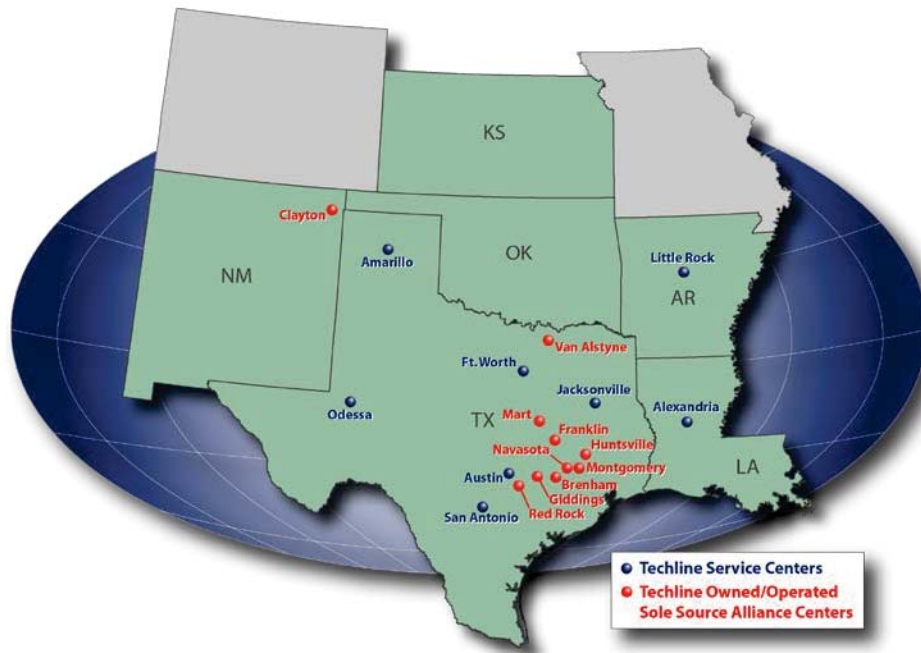 KS
Clayton
OK
Amarillo
Little Rock
NM
AR
Van Alstyne
Ft. Worth
Jacksonville
Odessa
Mart
Alexandria
TX
Franklin
Huntsville
Navasota
Montgomery
LA
Austin
Brenham
Giddings
Red Rock
San Antonio
Techline Service Centers
Techline Owned/Operated
Sole Source Alliance Centers